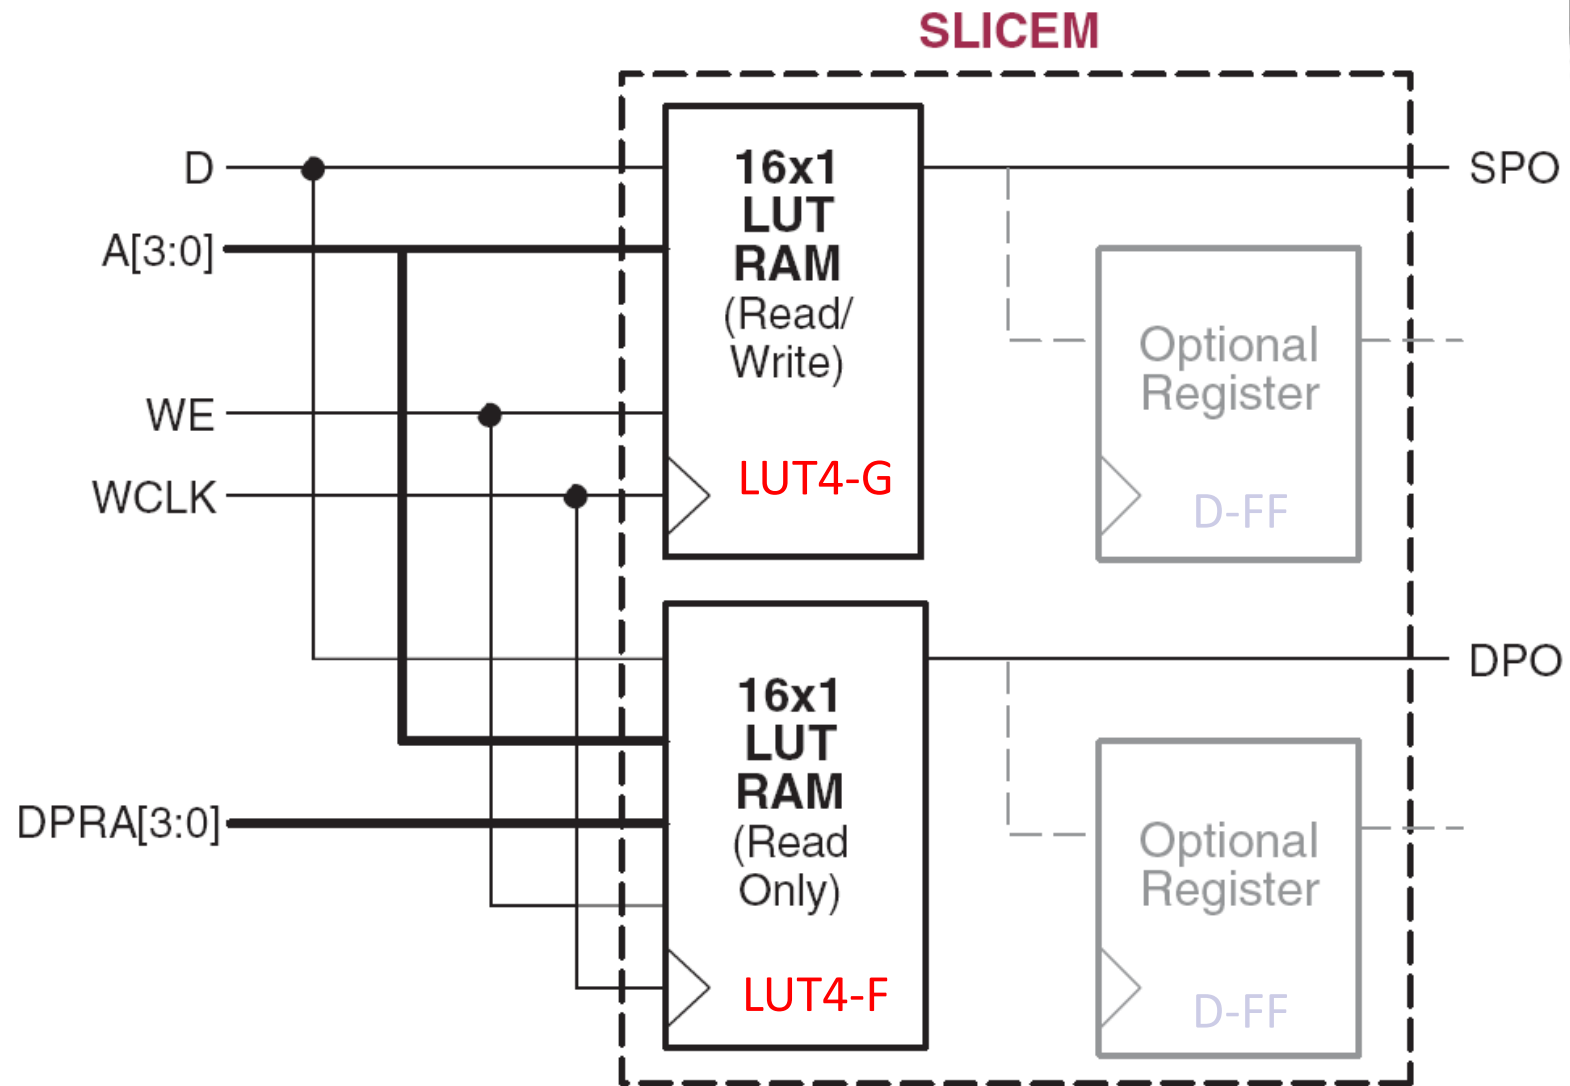 SLICEM
D
A[3:0]
WE
WCLK
DPRA[3:0]
16x1
LUT
RAM
(Read/
Write)
LUT4-G
16x1
LUT
RAM
(Read
Only)
LUT4-F
Optional
Register
D-FF
Optional
Register
D-FF
SPO
DPO